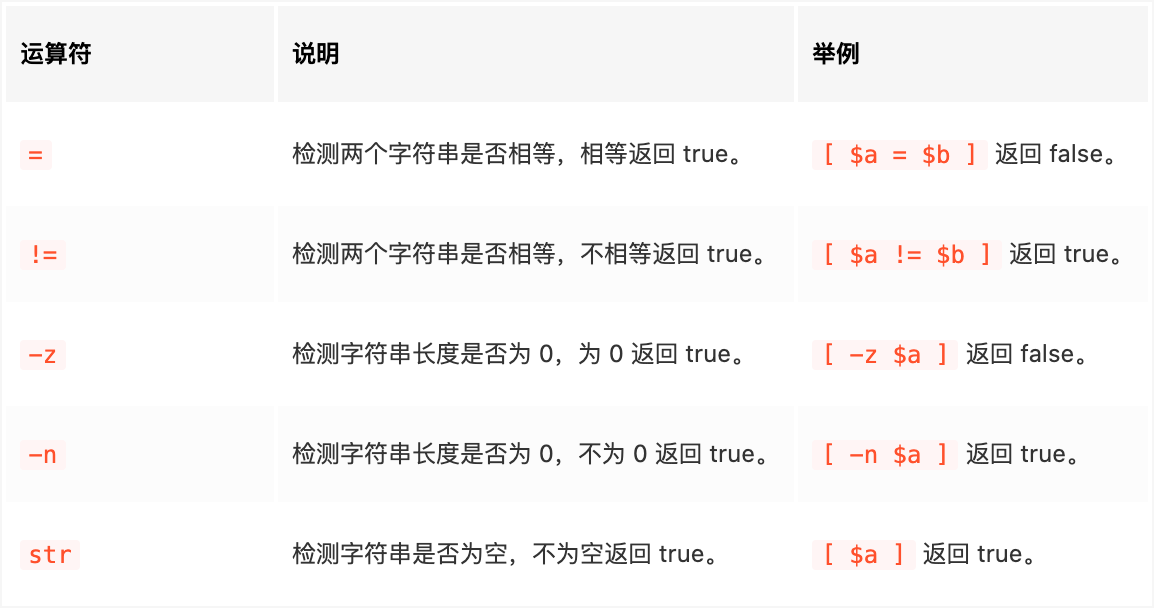 运算符 说明 举例
= 检测两个字符串是否相等，相等返回 true。 [ $a = $b ] 返回 false。
!= 检测两个字符串是否相等，不相等返回 true。 [ $a != $b ] 返回 true。
-z 检测字符串长度是否为 0，为 0 返回 true。 [ -z $a ] 返回 false。
-n 检测字符串长度是否为 0，不为 0 返回 true。 [ -n $a ] 返回 true。
str 检测字符串是否为空，不为空返回 true。 [ $a ] 返回 true。